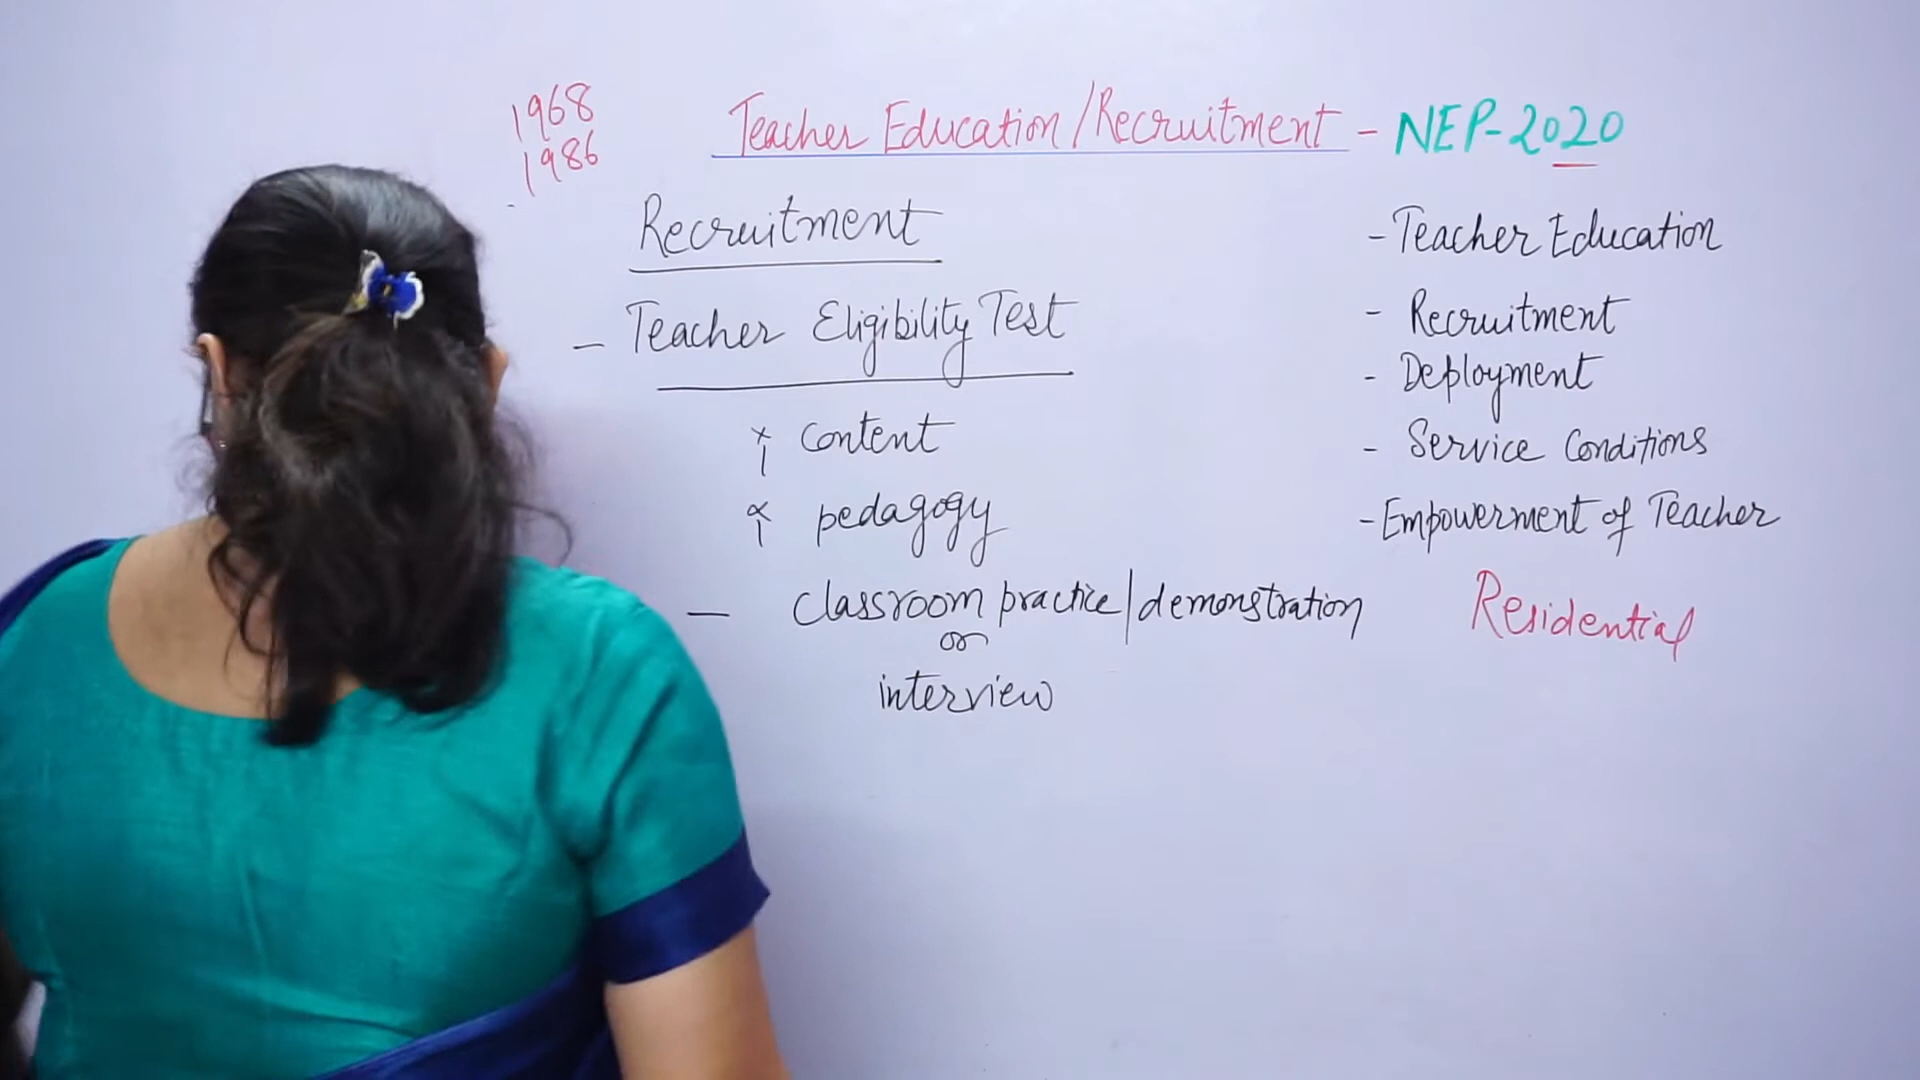 1968
1986
Teacher Education/Recruitment - NEP-2020
Recruitment
- Teacher Eligibility Test
content
pedagogy
- classroom practice/demonstration
or
interview
- Teacher Education
- Recruitment
- Deployment
- Service Conditions
- Empowerment of Teacher
Residential